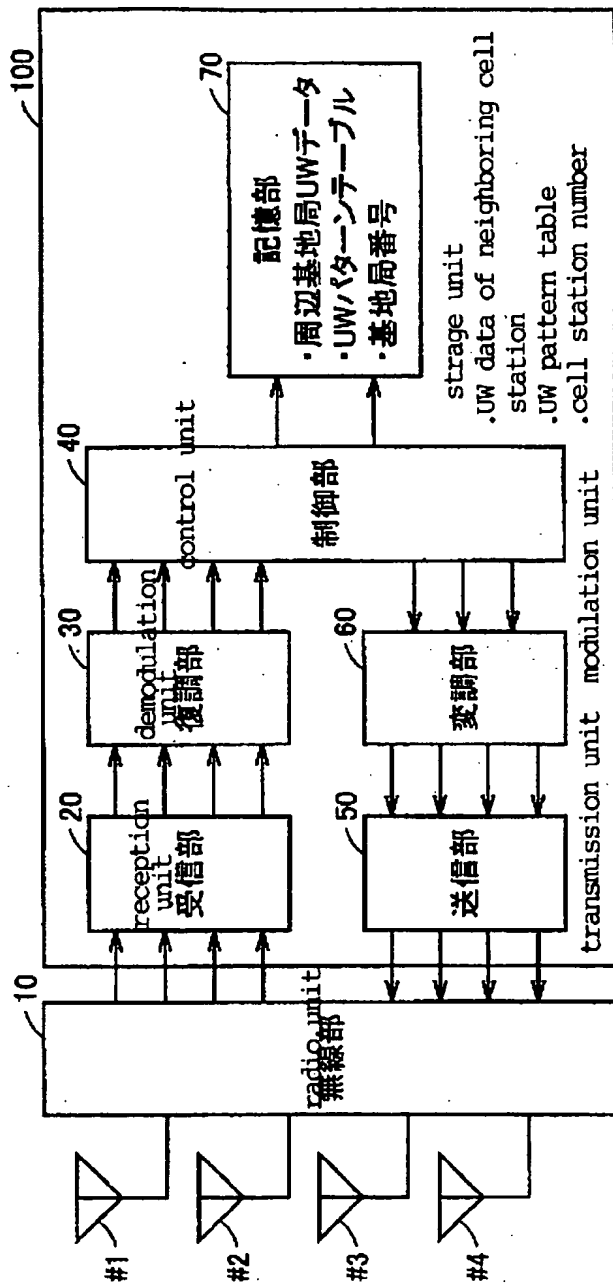 100
10
20
30
40
70
#1
#2
#3
#4
radio unit
無線部
reception
unit
受信部
demodulation
unit
復調部
control unit
制御部
記憶部
・周辺基地局UWデータ
・UWパターンテーブル
・基地局番号
strage unit
.UW data of neighboring cell
station
.UW pattern table
.cell station number
50
送信部
transmission unit
60
変調部
modulation unit